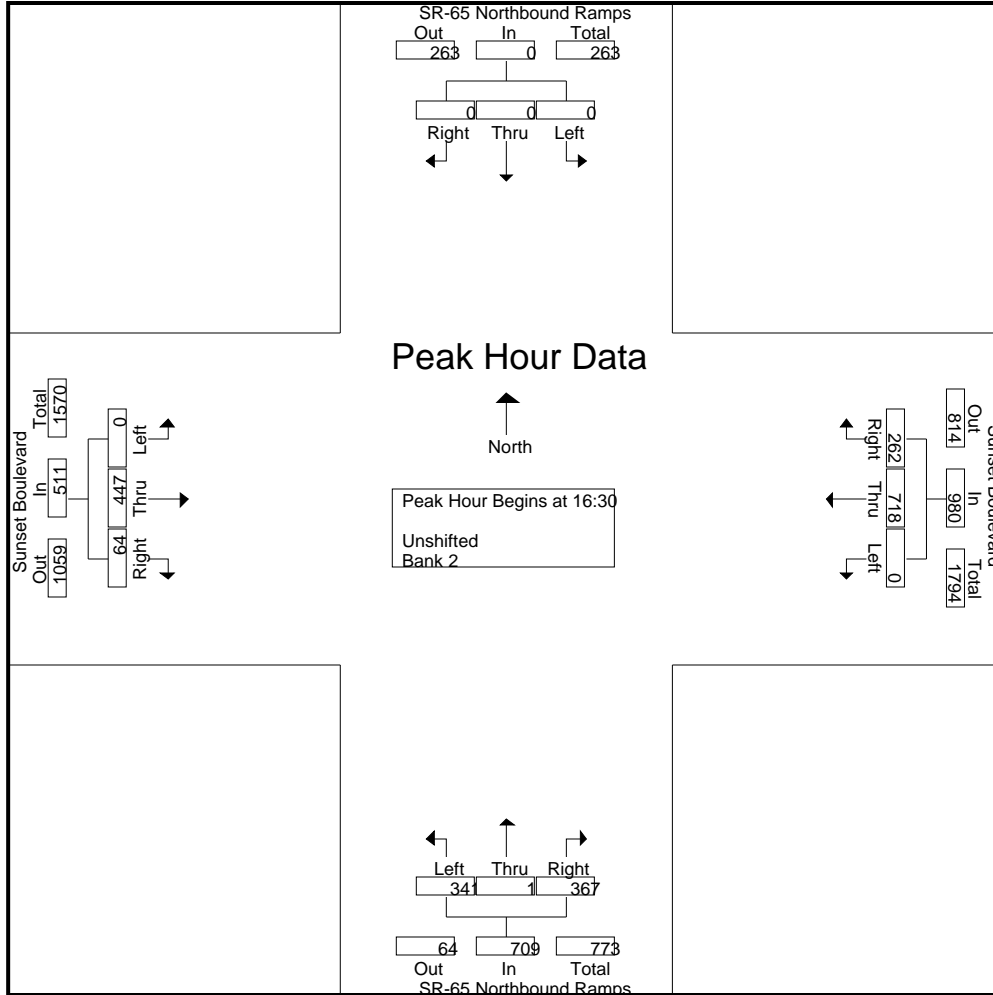 SR-65 Northbound Ramps
Out In Total
263 0 263
0 0 0
Right Thru Left
Peak Hour Data
North
Peak Hour Begins at 16:30
Unshifted
Bank 2
Sunset Boulevard
Out In Total
1059 511 1570
64 447 0
Right Thru Left
Sunset Boulevard
Out In Total
814 980 1794
262 718 0
Right Thru Left
Left Thru Right
341 1 367
64 709 773
Out In Total
SR-65 Northbound Ramps